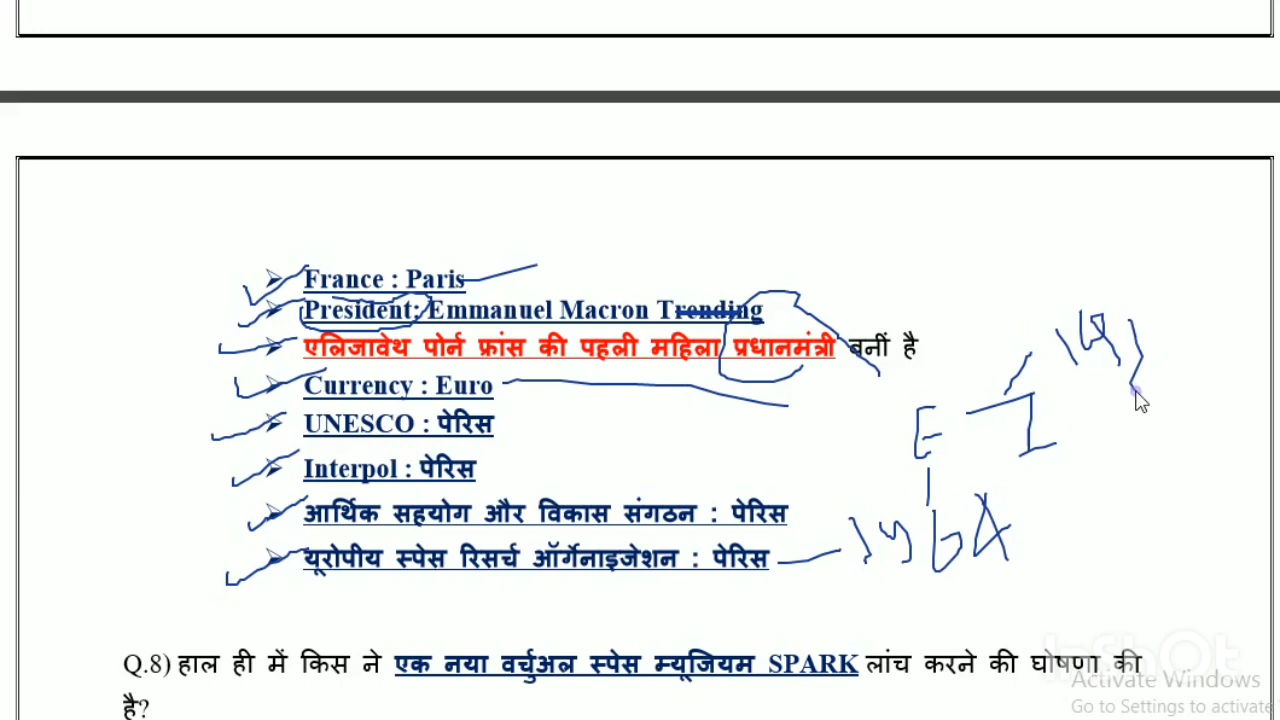 France : Paris
President: Emmanuel Macron Trending
एलिजावेथ पोर्न फ्रांस की पहली महिला प्रधानमंत्री बनीं है
Currency : Euro
UNESCO : पेरिस
Interpol : पेरिस
आर्थिक सहयोग और विकास संगठन : पेरिस
यूरोपीय स्पेस रिसर्च ऑर्गेनाइजेशन : पेरिस
E I
1964
Q.8) हाल ही में किस ने एक नया वर्चुअल स्पेस म्यूजियम SPARK लांच करने की घोषणा की
है?
Activate Windows
Go to Settings to activate